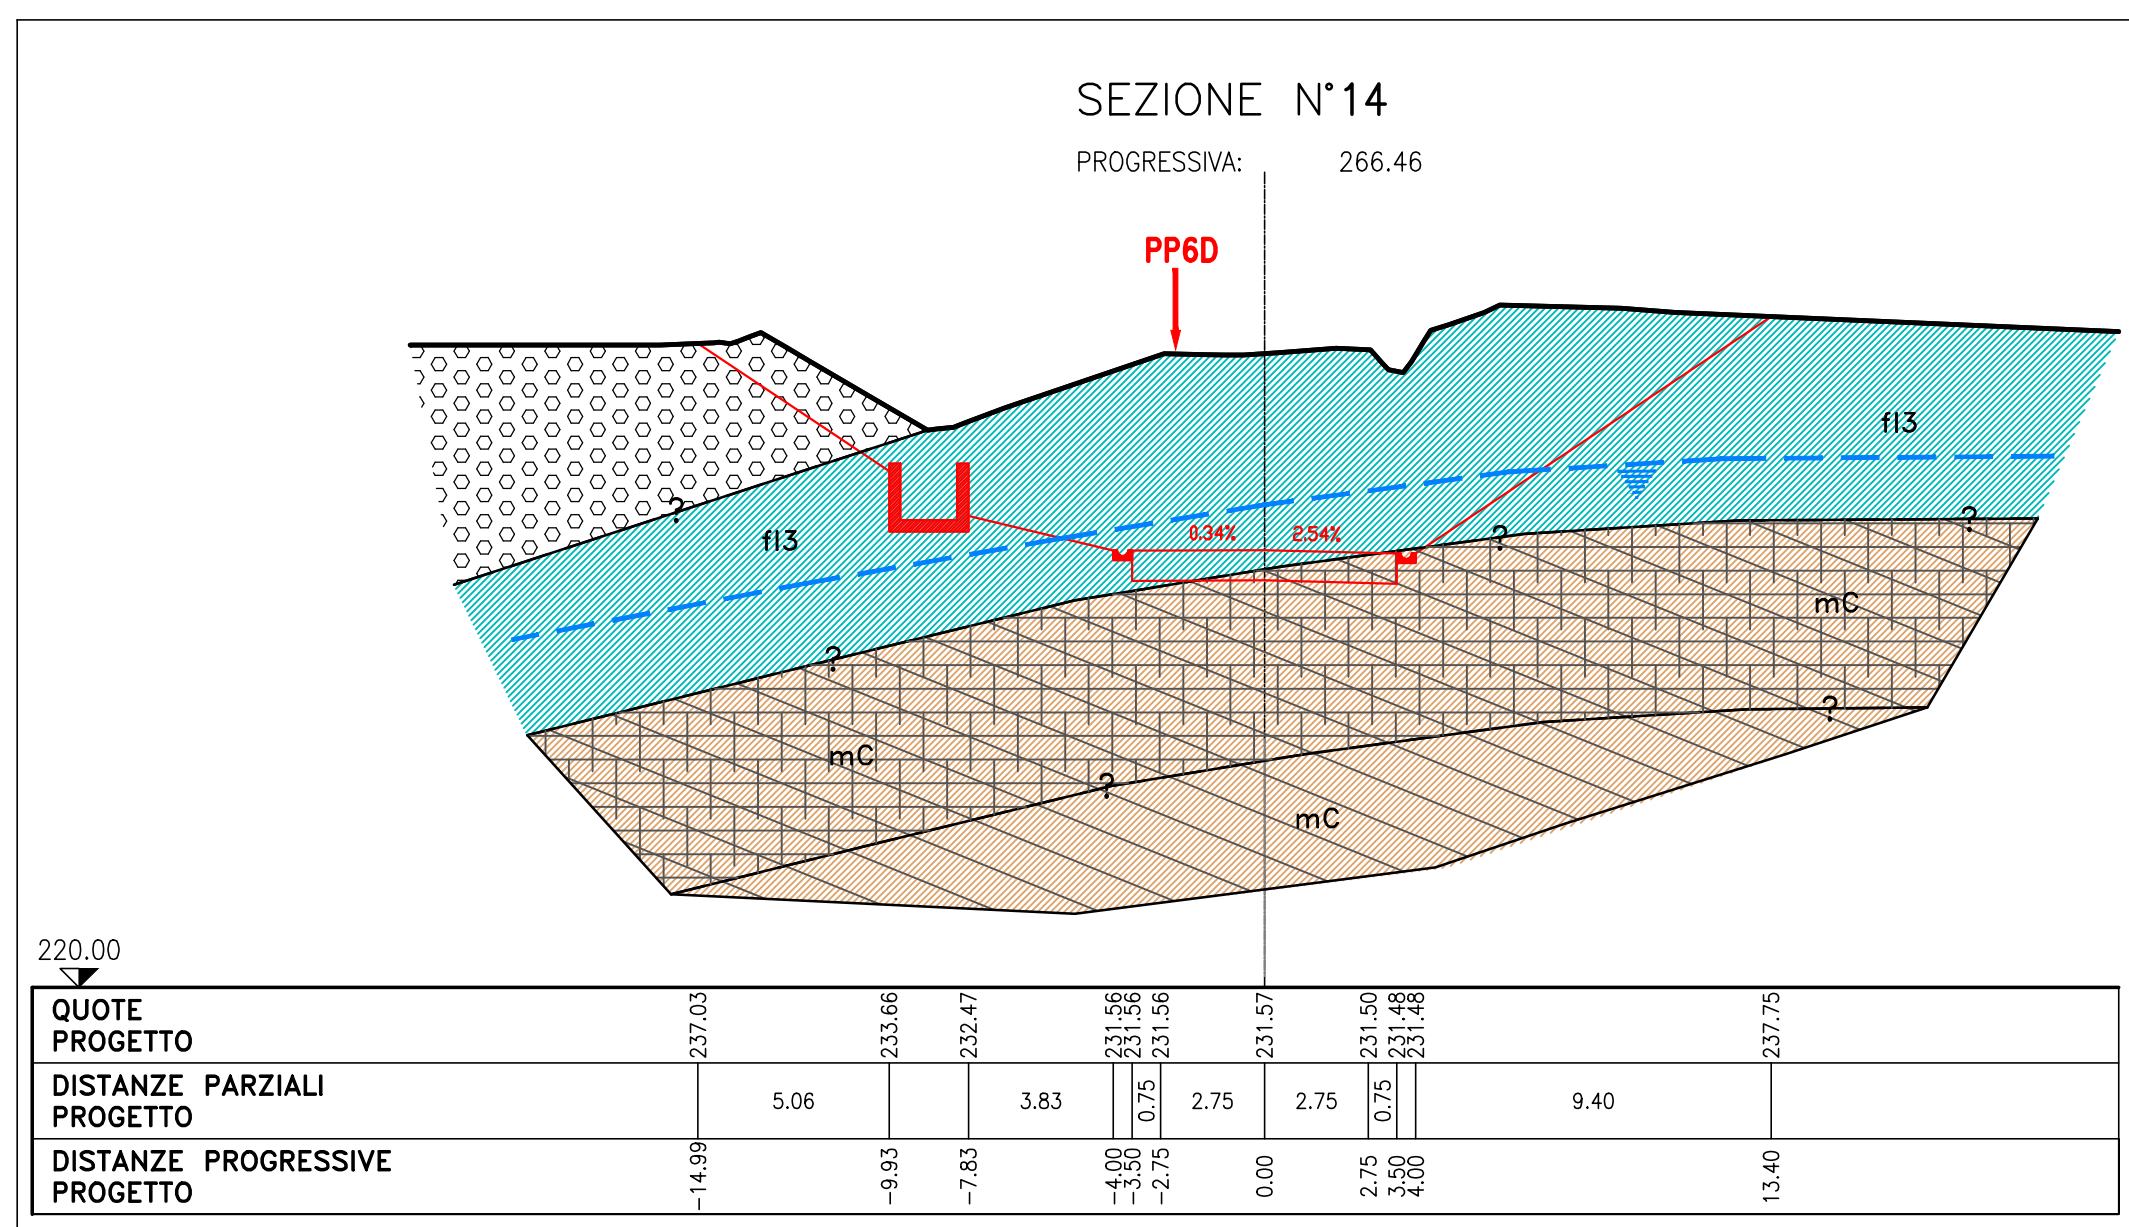 SEZIONE N°14
PROGRESSIVA: 266.46
PP6D
fl3
?
?
fl3
0.34% 2.54%
?
mC
?
?
mC
?
mC
220.00
QUOTE
PROGETTO
237.03 233.66 232.47 231.56 231.56 231.56 231.57 231.50 231.48 231.48 237.75
DISTANZE PARZIALI
PROGETTO
5.06 3.83 0.75 2.75 2.75 0.75 9.40
DISTANZE PROGRESSIVE
PROGETTO
-14.99 -9.93 -7.83 -4.00 -3.50 -2.75 0.00 2.75 3.50 4.00 13.40